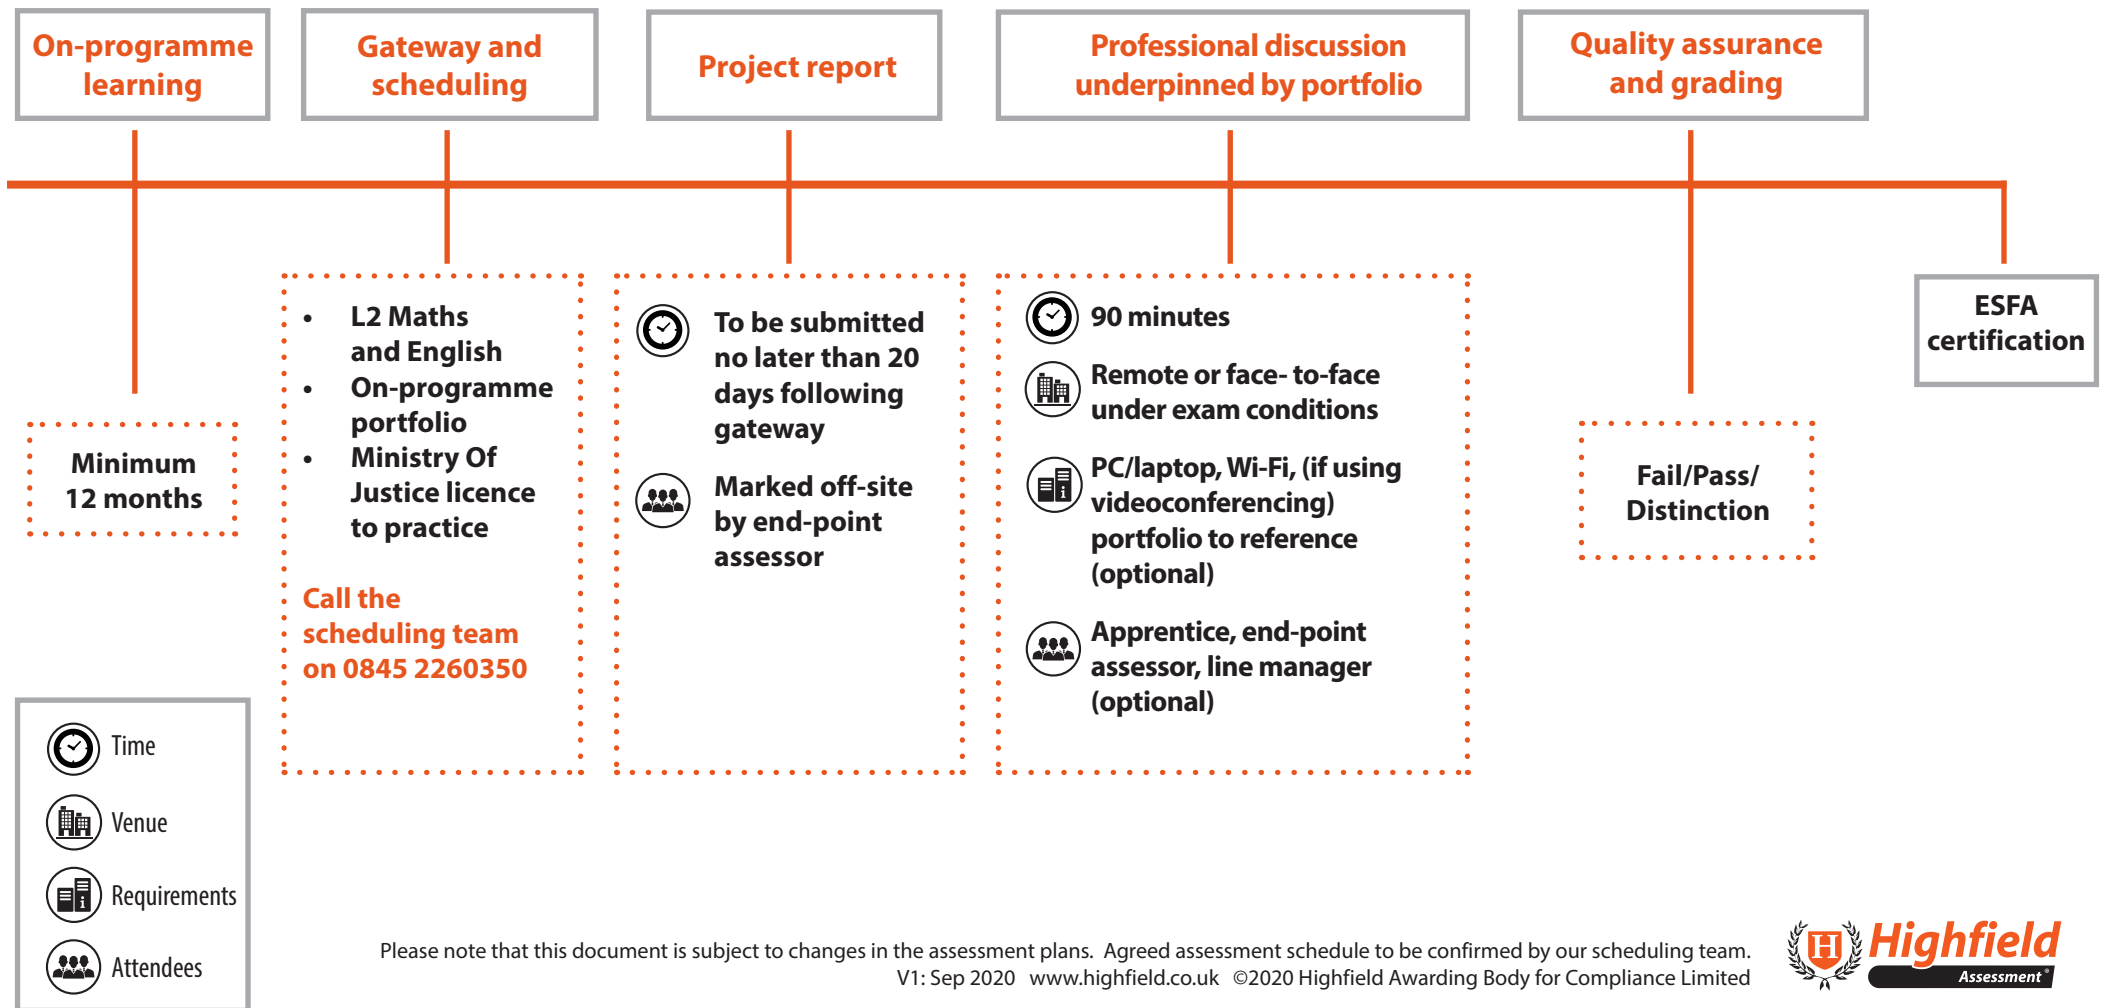 On-programme
learning
Gateway and
scheduling
Project report
Professional discussion
underpinned by portfolio
Quality assurance
and grading
Minimum
12 months
• L2 Maths
and English
• On-programme
portfolio
• Ministry Of
Justice licence
to practice
Call the
scheduling team
on 0845 2260350
To be submitted
no later than 20
days following
gateway
Marked off-site
by end-point
assessor
90 minutes
Remote or face- to-face
under exam conditions
PC/laptop, Wi-Fi, (if using
videoconferencing)
portfolio to reference
(optional)
Apprentice, end-point
assessor, line manager
(optional)
Fail/Pass/
Distinction
ESFA
certification
Time
Venue
Requirements
Attendees
Please note that this document is subject to changes in the assessment plans.  Agreed assessment schedule to be confirmed by our scheduling team.
V1: Sep 2020   www.highfield.co.uk   ©2020 Highfield Awarding Body for Compliance Limited
H
Highfield
Assessment®